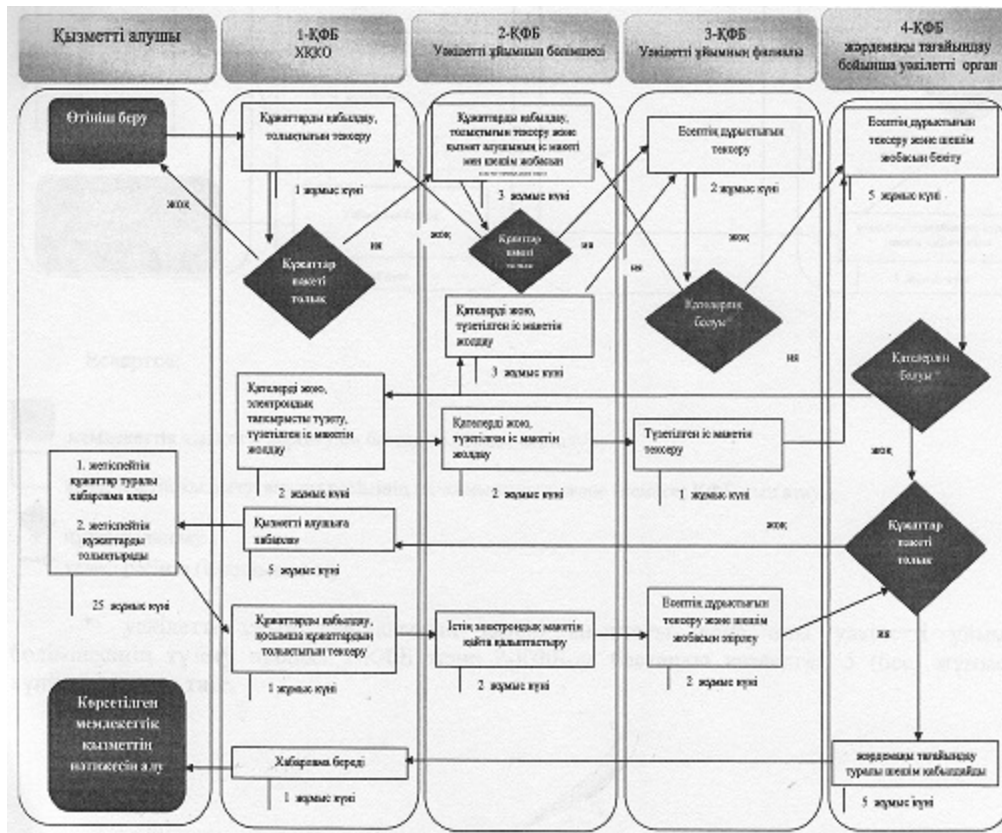 Қызметті алушы
1-ҚФБ
ХҚКО
2-ҚФБ
Уәкілетті ұйымның бөлімшесі
3-ҚФБ
Уәкілетті ұйымның филиалы
4-ҚФБ
жәрдемақы тағайындау
бойынша уәкілетті орган
Өтініш беру
Құжаттарды қабылдау,
толықтығын тексеру
Құжаттарды қабылдау,
толықтығын тексеру және
қызмет алушының іс макеті
мен шешім жобасын
Есептің дұрыстығын
тексеру
Есептің дұрыстығын
тексеру және шешім
жобасын бекіту
1 жұмыс күні
3 жұмыс күні
2 жұмыс күні
5 жұмыс күні
жоқ
ия
жоқ
ия
жоқ
ия
Құжаттар
пакеті
толық
Құжаттар
пакеті
толық
Қателердің
болуы*
ия
Қателерді жою,
түзетілген іс макетін
жолдау
3 жұмыс күні
Қателердің
болуы*
Қателерді жою,
электрондық
тапсырысты түзету,
түзетілген іс макетін
жолдау
Қателерді жою,
түзетілген іс макетін
жолдау
Түзетілген іс макетін
тексеру
жоқ
2 жұмыс күні
2 жұмыс күні
1 жұмыс күні
1. жетіспейтін
құжаттар туралы
хабарлама алады
2. жетіспейтін
құжаттарды
толықтырады
25 жұмыс күні
Қызметті алушыға
хабарлау
5 жұмыс күні
жоқ
Құжаттар
пакеті
толық
Құжаттарды қабылдау,
қосымша құжаттардың
толықтығын тексеру
1 жұмыс күні
Істің электрондық макетін
қайта қалыптастыру
2 жұмыс күні
Есептің дұрыстығын
тексеру және шешім
жобасын әзірлеу
2 жұмыс күні
ия
Көрсетілген
мемлекеттік
қызметтің
нәтижесін алу
Хабарлама береді
1 жұмыс күні
жәрдемақы тағайындау
туралы шешім қабылдайды
5 жұмыс күні